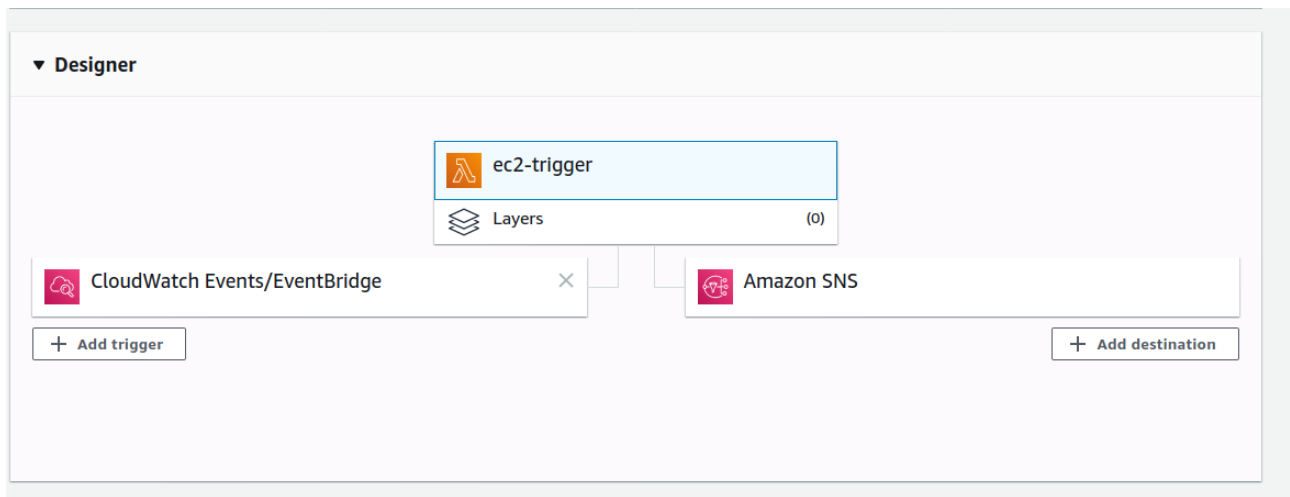 Designer
ec2-trigger
Layers (0)
CloudWatch Events/EventBridge
Amazon SNS
+ Add trigger
+ Add destination